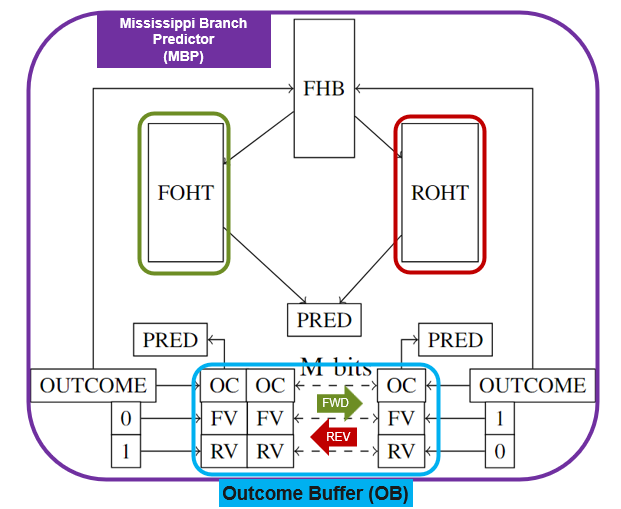 Mississippi Branch
Predictor
(MBP)
FHB
FOHT
ROHT
PRED
PRED
PRED
M bits
OUTCOME
OC
OC
OC
OUTCOME
FWD
0
FV
FV
FV
1
REV
1
RV
RV
RV
0
Outcome Buffer (OB)